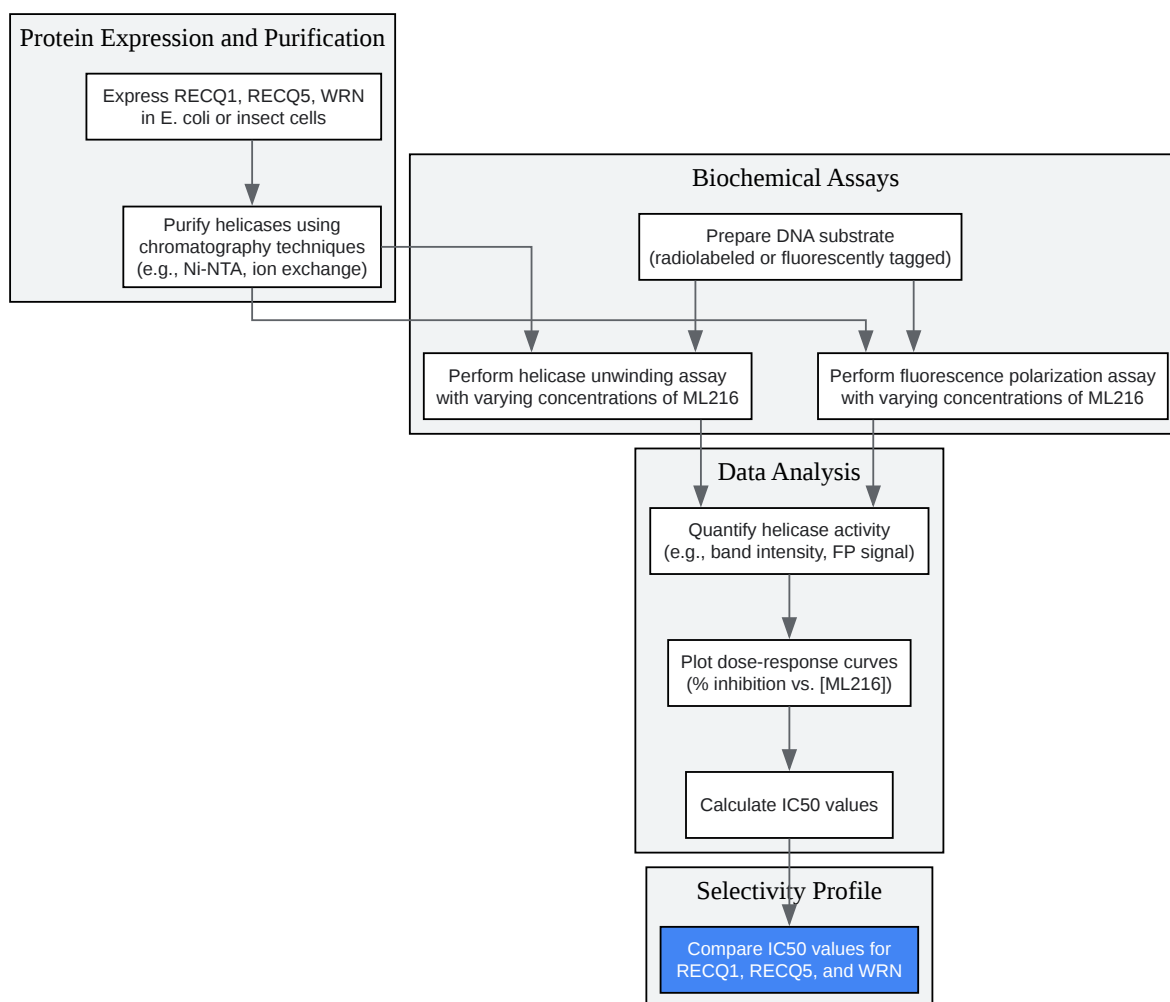 Protein Expression and Purification
Express RECQ1, RECQ5, WRN
in E. coli or insect cells
Purify helicases using
chromatography techniques
(e.g., Ni-NTA, ion exchange)
Biochemical Assays
Prepare DNA substrate
(radiolabeled or fluorescently tagged)
Perform helicase unwinding assay
with varying concentrations of ML216
Perform fluorescence polarization assay
with varying concentrations of ML216
Data Analysis
Quantify helicase activity
(e.g., band intensity, FP signal)
Plot dose-response curves
(% inhibition vs. [ML216])
Calculate IC50 values
Selectivity Profile
Compare IC50 values for
RECQ1, RECQ5, and WRN